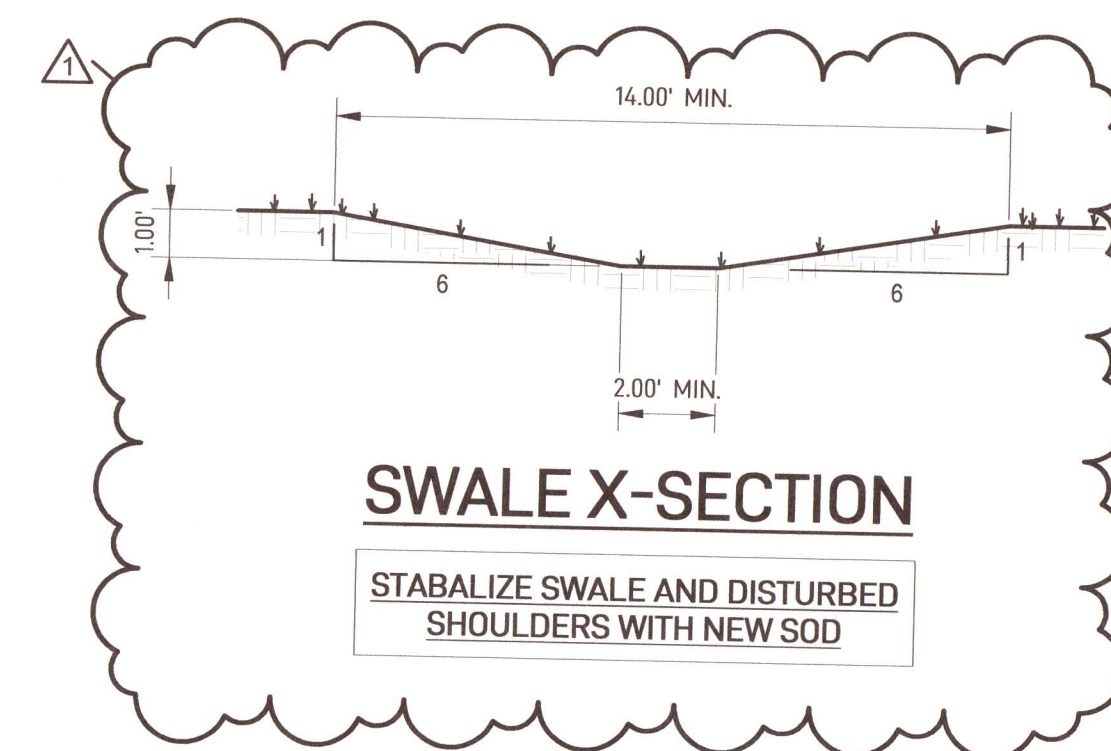 1
14.00' MIN.
1.00'
1
6
1
6
2.00' MIN.
SWALE X-SECTION
STABALIZE SWALE AND DISTURBED
SHOULDERS WITH NEW SOD